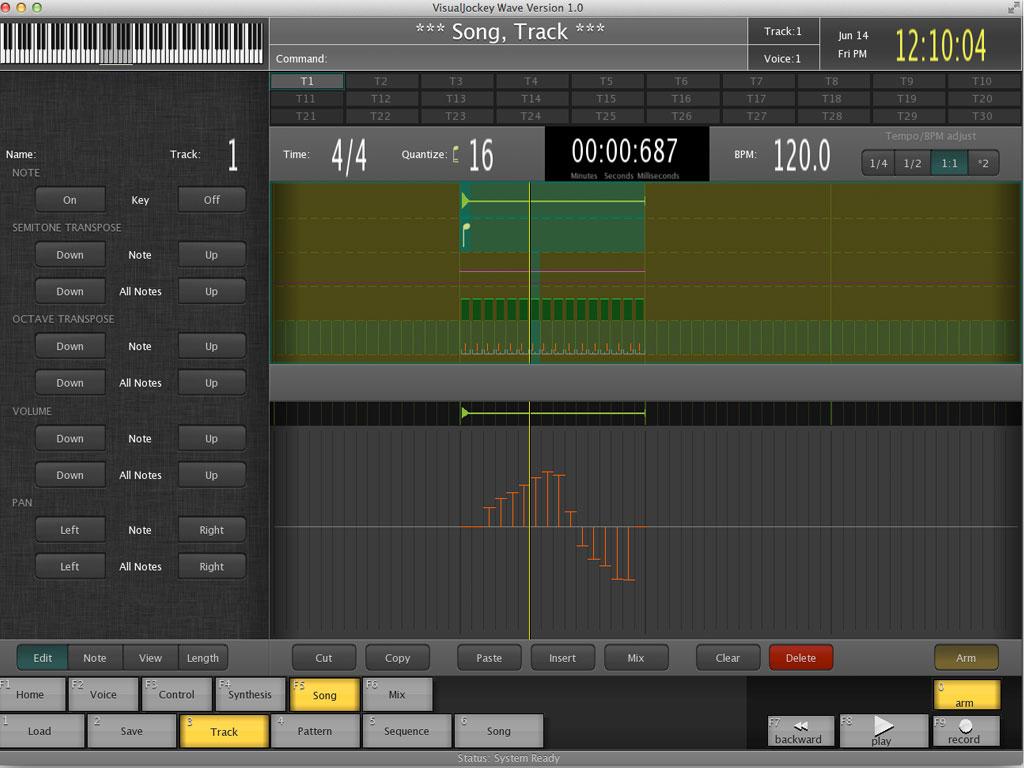 VisualJockey Wave Version 1.0
*** Song, Track ***
Command:
Track:1
Voice:1
Jun 14
Fri PM
12:10:04
T1 T2 T3 T4 T5 T6 T7 T8 T9 T10
T11 T12 T13 T14 T15 T16 T17 T18 T19 T20
T21 T22 T23 T24 T25 T26 T27 T28 T29 T30
Name: Track: 1
Time: 4/4 Quantize: 16
00:00:687
Minutes Seconds Milliseconds
BPM: 120.0
Tempo/BPM adjust
1/4 1/2 1:1 *2
NOTE
On Key Off
SEMITONE TRANSPOSE
Down Note Up
Down All Notes Up
OCTAVE TRANSPOSE
Down Note Up
Down All Notes Up
VOLUME
Down Note Up
Down All Notes Up
PAN
Left Note Right
Left All Notes Right
Edit Note View Length
Cut Copy Paste Insert Mix Clear Delete Arm
F1 Home F2 Voice F3 Control F4 Synthesis F5 Song F6 Mix
0 arm
1 Load 2 Save 3 Track 4 Pattern 5 Sequence 6 Song
F7 backward F8 play F9 record
Status: System Ready